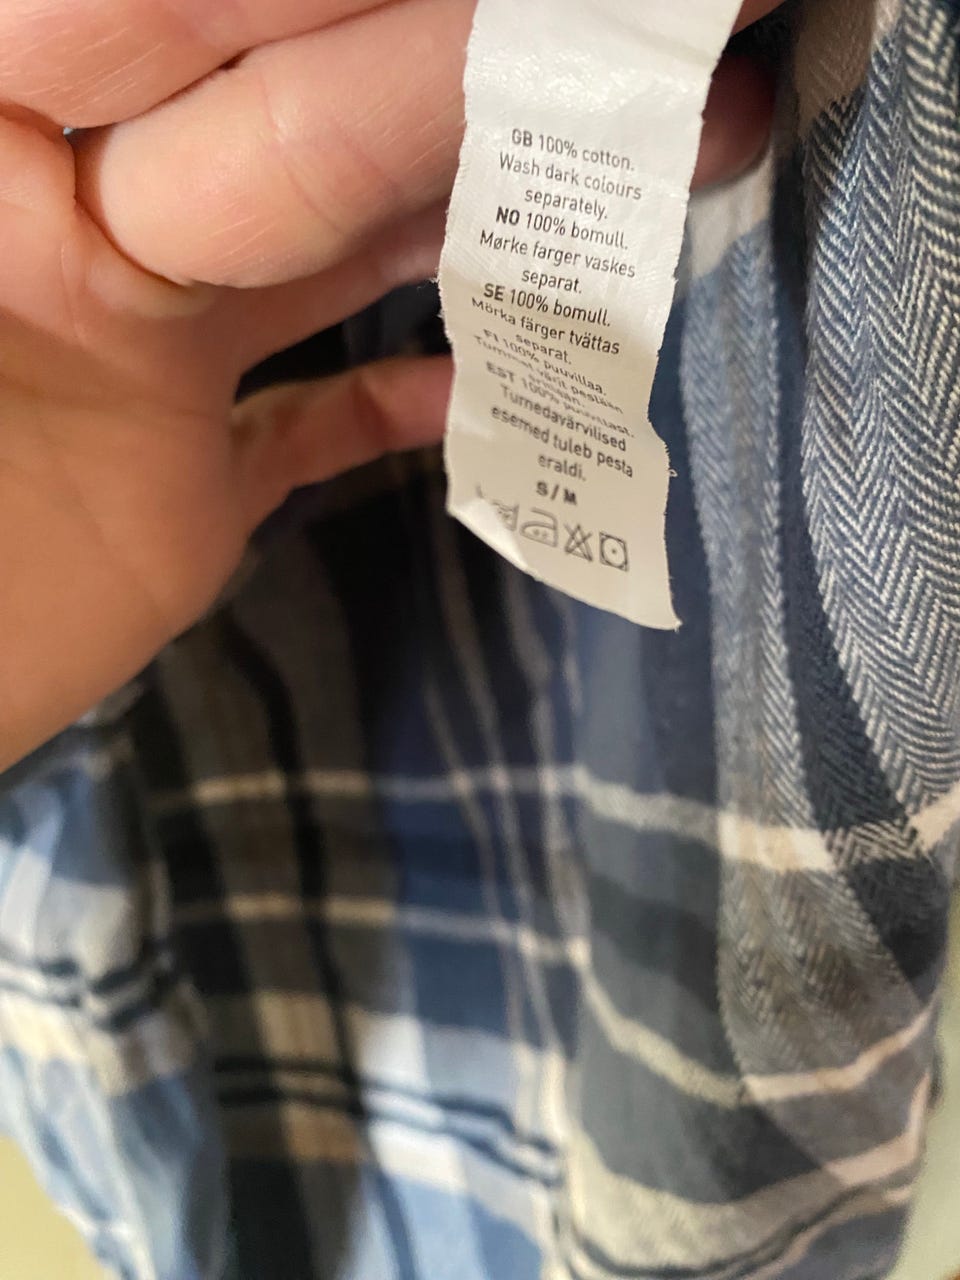 GB 100% cotton.
Wash dark colours
separately.
NO 100% bomull.
Mørke farger vaskes
separat.
SE 100% bomull.
Mörka färger tvättas
separat.
FI 100% puuvillaa.
Tummat värit pestään
EST 100% puuvillast.
Tumedavärvilised
esemed tuleb pesta
eraldi.
S/M